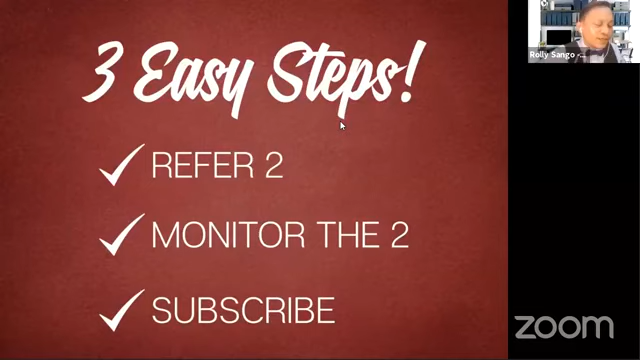 3 Easy Steps!
REFER 2
MONITOR THE 2
SUBSCRIBE
Rolly Sango -...
zoom